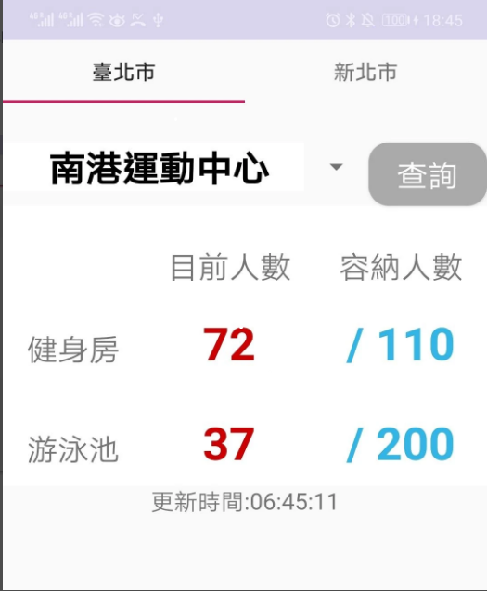 100 18:45
臺北市 新北市
南港運動中心 查詢
目前人數 容納人數
健身房 72 / 110
游泳池 37 / 200
更新時間:06:45:11